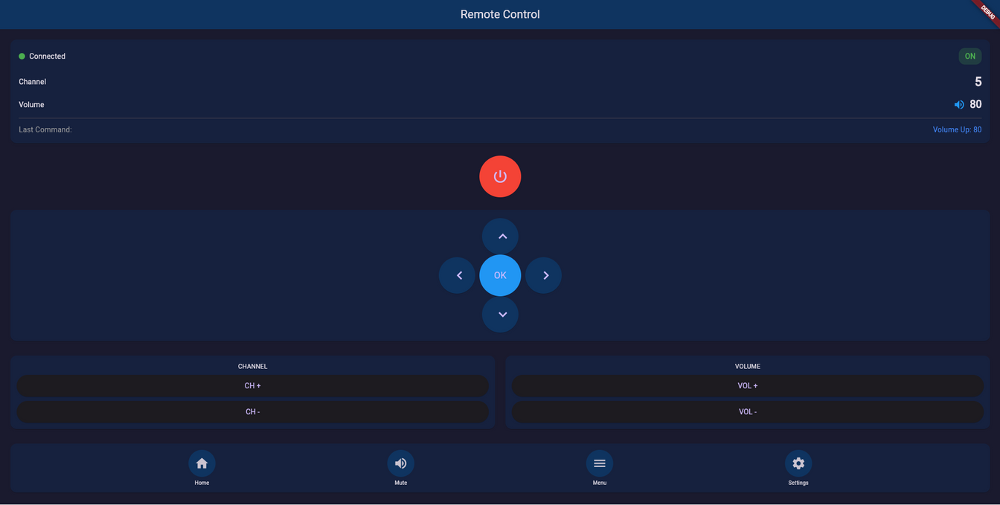 Remote Control
DEBUG
Connected
ON
Channel
5
Volume
80
Last Command:
Volume Up: 80
OK
CHANNEL
VOLUME
CH +
VOL +
CH -
VOL -
Home
Mute
Menu
Settings